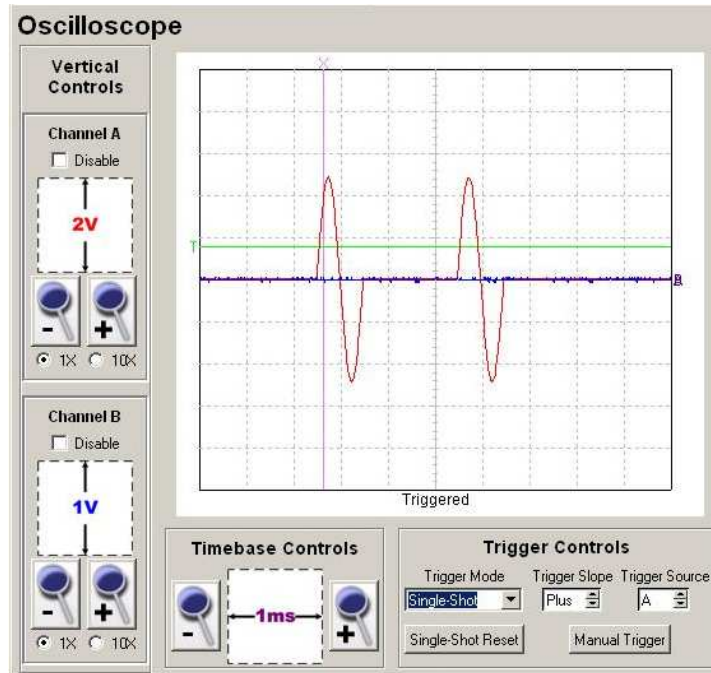 Oscilloscope
Vertical
Controls
Channel A
Disable
2V
-
+
1X 10X
Channel B
Disable
1V
-
+
1X 10X
X
T
Triggered
Timebase Controls
-
1ms
+
Trigger Controls
Trigger Mode Trigger Slope Trigger Source
Single-Shot Plus A
Single-Shot Reset Manual Trigger